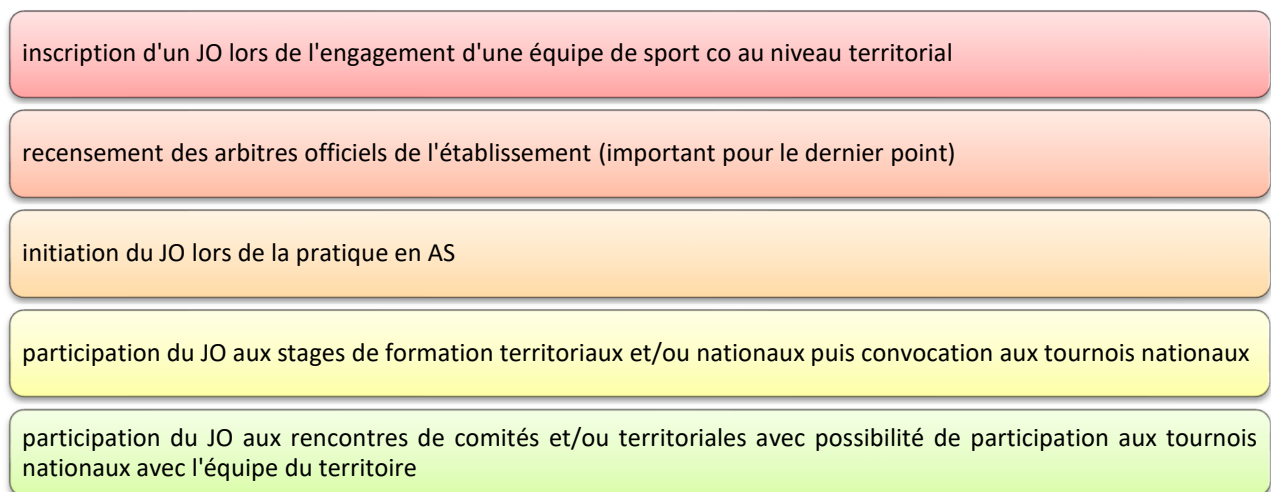 inscription d'un JO lors de l'engagement d'une équipe de sport co au niveau territorial
recensement des arbitres officiels de l'établissement (important pour le dernier point)
initiation du JO lors de la pratique en AS
participation du JO aux stages de formation territoriaux et/ou nationaux puis convocation aux tournois nationaux
participation du JO aux rencontres de comités et/ou territoriales avec possibilité de participation aux tournois
nationaux avec l'équipe du territoire